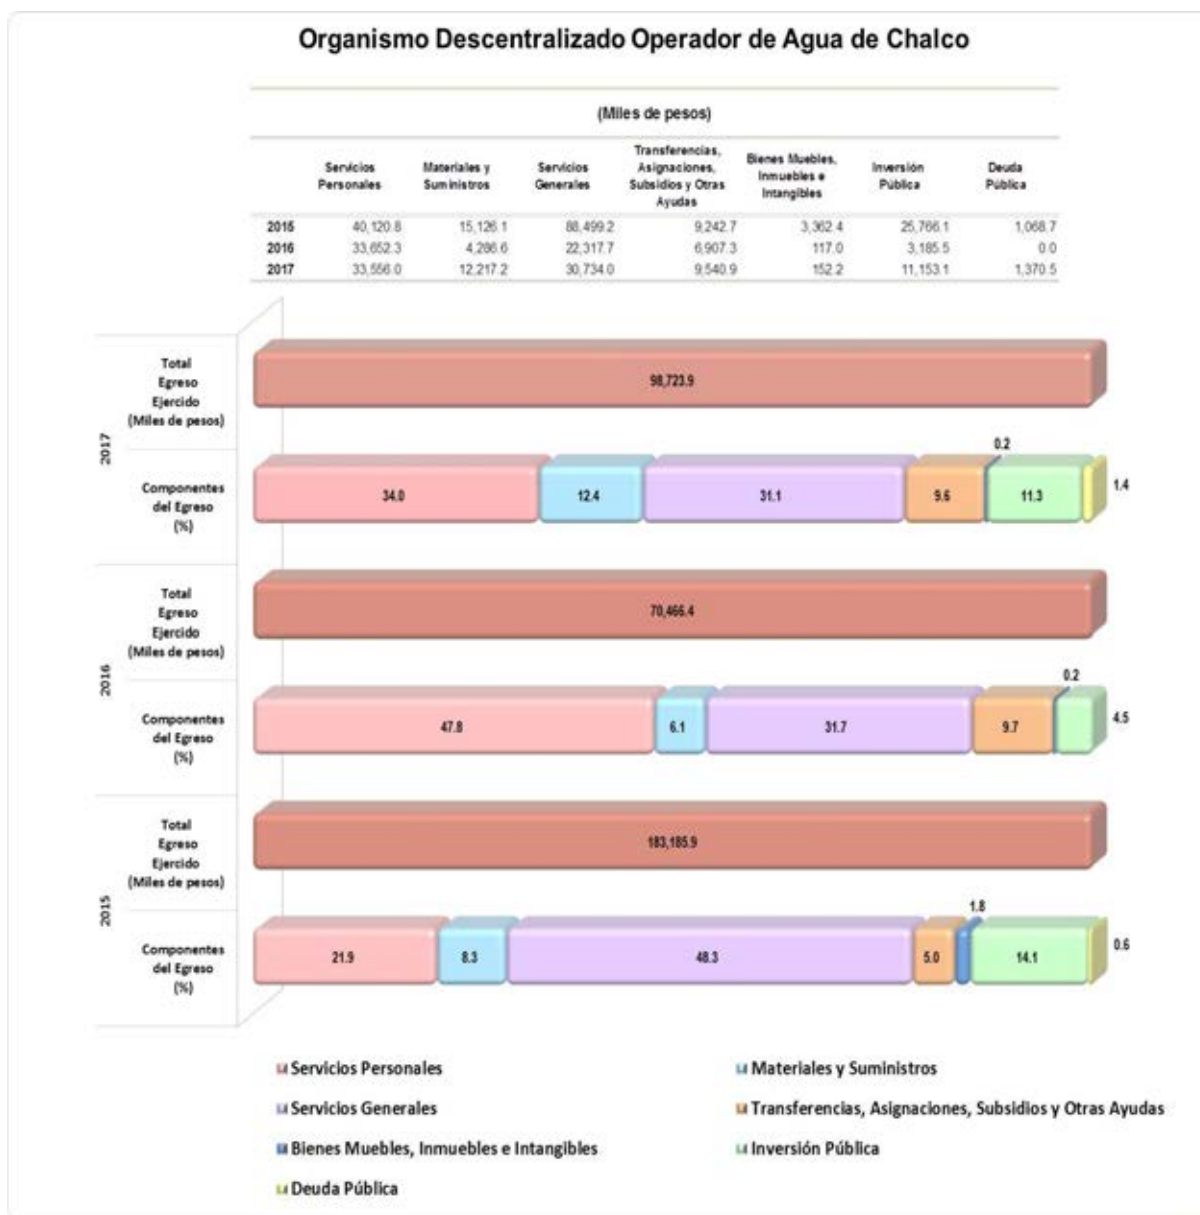 Organismo Descentralizado Operador de Agua de Chalco
(Miles de pesos)
Servicios Personales Materiales y Suministros Servicios Generales Transferencias, Asignaciones, Subsidios y Otras Ayudas Bienes Muebles, Inmuebles e Intangibles Inversión Pública Deuda Pública
2015 40,120.8 15,126.1 88,499.2 9,242.7 3,362.4 25,766.1 1,068.7
2016 33,652.3 4,286.6 22,317.7 6,907.3 117.0 3,185.5 0.0
2017 33,556.0 12,217.2 30,734.0 9,540.9 152.2 11,153.1 1,370.5
2017
Total
Egreso
Ejercido
(Miles de pesos)
98,723.9
Componentes
del Egreso
(%)
34.0 12.4 31.1 9.6 0.2 11.3 1.4
2016
Total
Egreso
Ejercido
(Miles de pesos)
70,466.4
Componentes
del Egreso
(%)
47.8 6.1 31.7 9.7 0.2 4.5
2015
Total
Egreso
Ejercido
(Miles de pesos)
183,185.9
Componentes
del Egreso
(%)
21.9 8.3 48.3 5.0 1.8 14.1 0.6
Servicios Personales
Materiales y Suministros
Servicios Generales
Transferencias, Asignaciones, Subsidios y Otras Ayudas
Bienes Muebles, Inmuebles e Intangibles
Inversión Pública
Deuda Pública